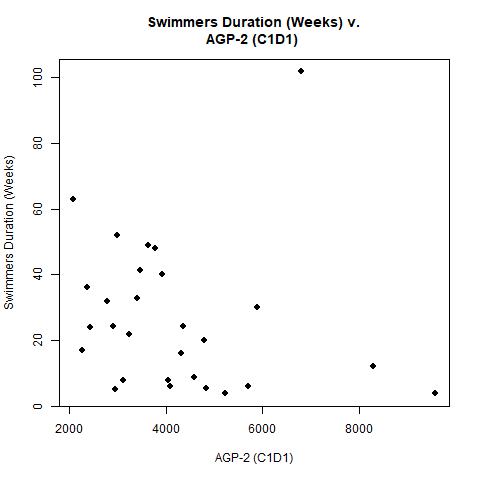 Swimmers Duration (Weeks) v.
AGP-2 (C1D1)
Swimmers Duration (Weeks)
100
80
60
40
20
0
2000 4000 6000 8000
AGP-2 (C1D1)